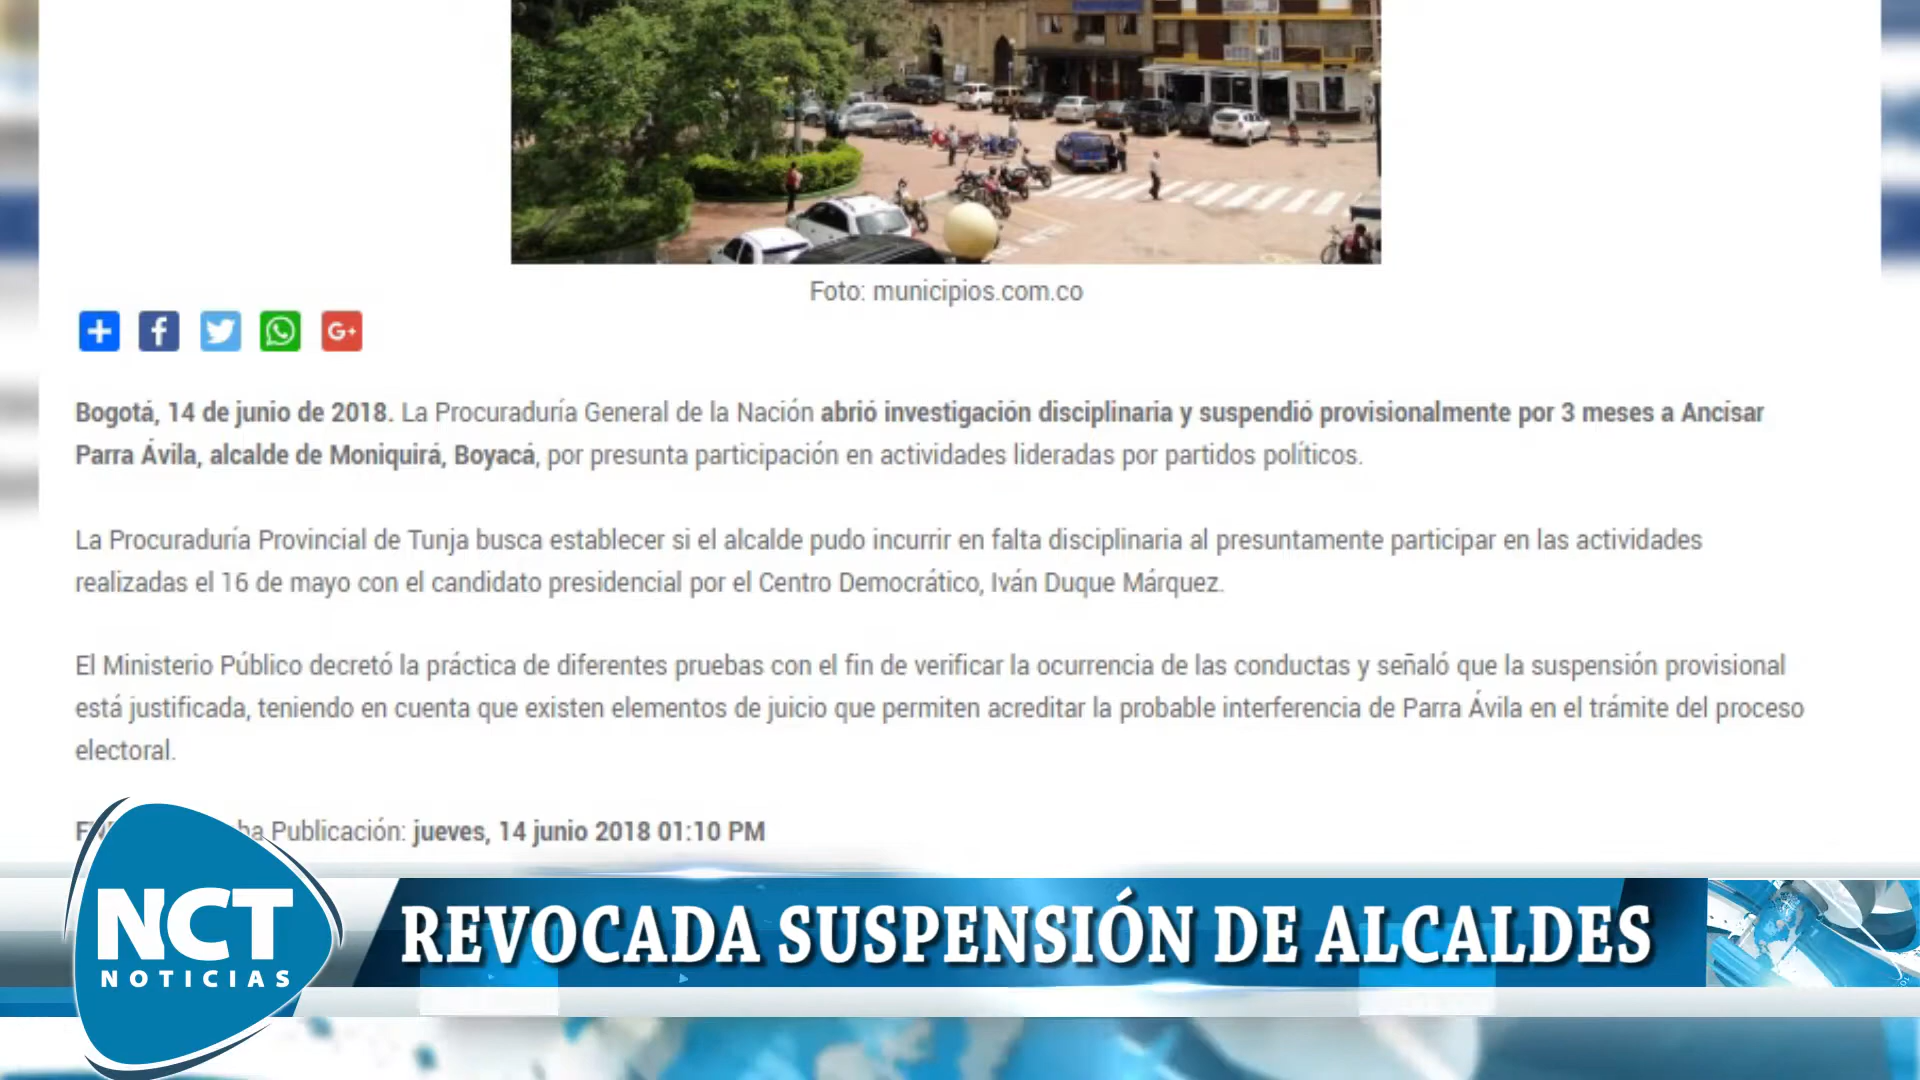 Foto: municipios.com.co
Bogotá, 14 de junio de 2018. La Procuraduría General de la Nación abrió investigación disciplinaria y suspendió provisionalmente por 3 meses a Ancísar
Parra Ávila, alcalde de Moniquirá, Boyacá, por presunta participación en actividades lideradas por partidos políticos.
La Procuraduría Provincial de Tunja busca establecer si el alcalde pudo incurrir en falta disciplinaria al presuntamente participar en las actividades
realizadas el 16 de mayo con el candidato presidencial por el Centro Democrático, Iván Duque Márquez.
El Ministerio Público decretó la práctica de diferentes pruebas con el fin de verificar la ocurrencia de las conductas y señaló que la suspensión provisional
está justificada, teniendo en cuenta que existen elementos de juicio que permiten acreditar la probable interferencia de Parra Ávila en el trámite del proceso
electoral.
Publicación: jueves, 14 junio 2018 01:10 PM
NCT
NOTICIAS
REVOCADA SUSPENSIÓN DE ALCALDES